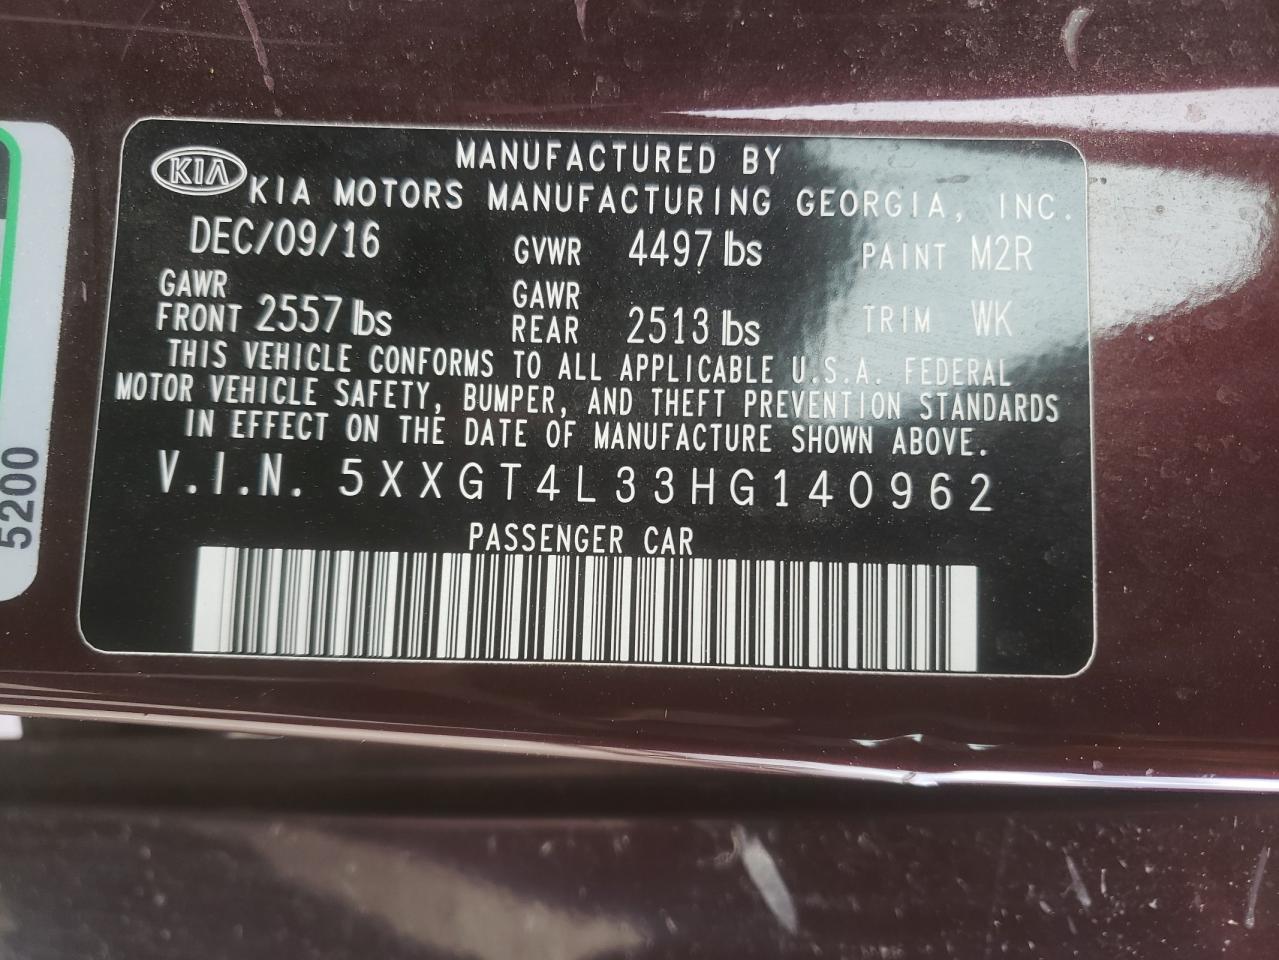 MANUFACTURED BY
KIA KIA MOTORS MANUFACTURING GEORGIA, INC.
DEC/09/16 GVWR 4497 lbs PAINT M2R
GAWR FRONT 2557 lbs GAWR REAR 2513 lbs TRIM WK
THIS VEHICLE CONFORMS TO ALL APPLICABLE U.S.A. FEDERAL
MOTOR VEHICLE SAFETY, BUMPER, AND THEFT PREVENTION STANDARDS
IN EFFECT ON THE DATE OF MANUFACTURE SHOWN ABOVE.
V.I.N. 5XXGT4L33HG140962
PASSENGER CAR
5200